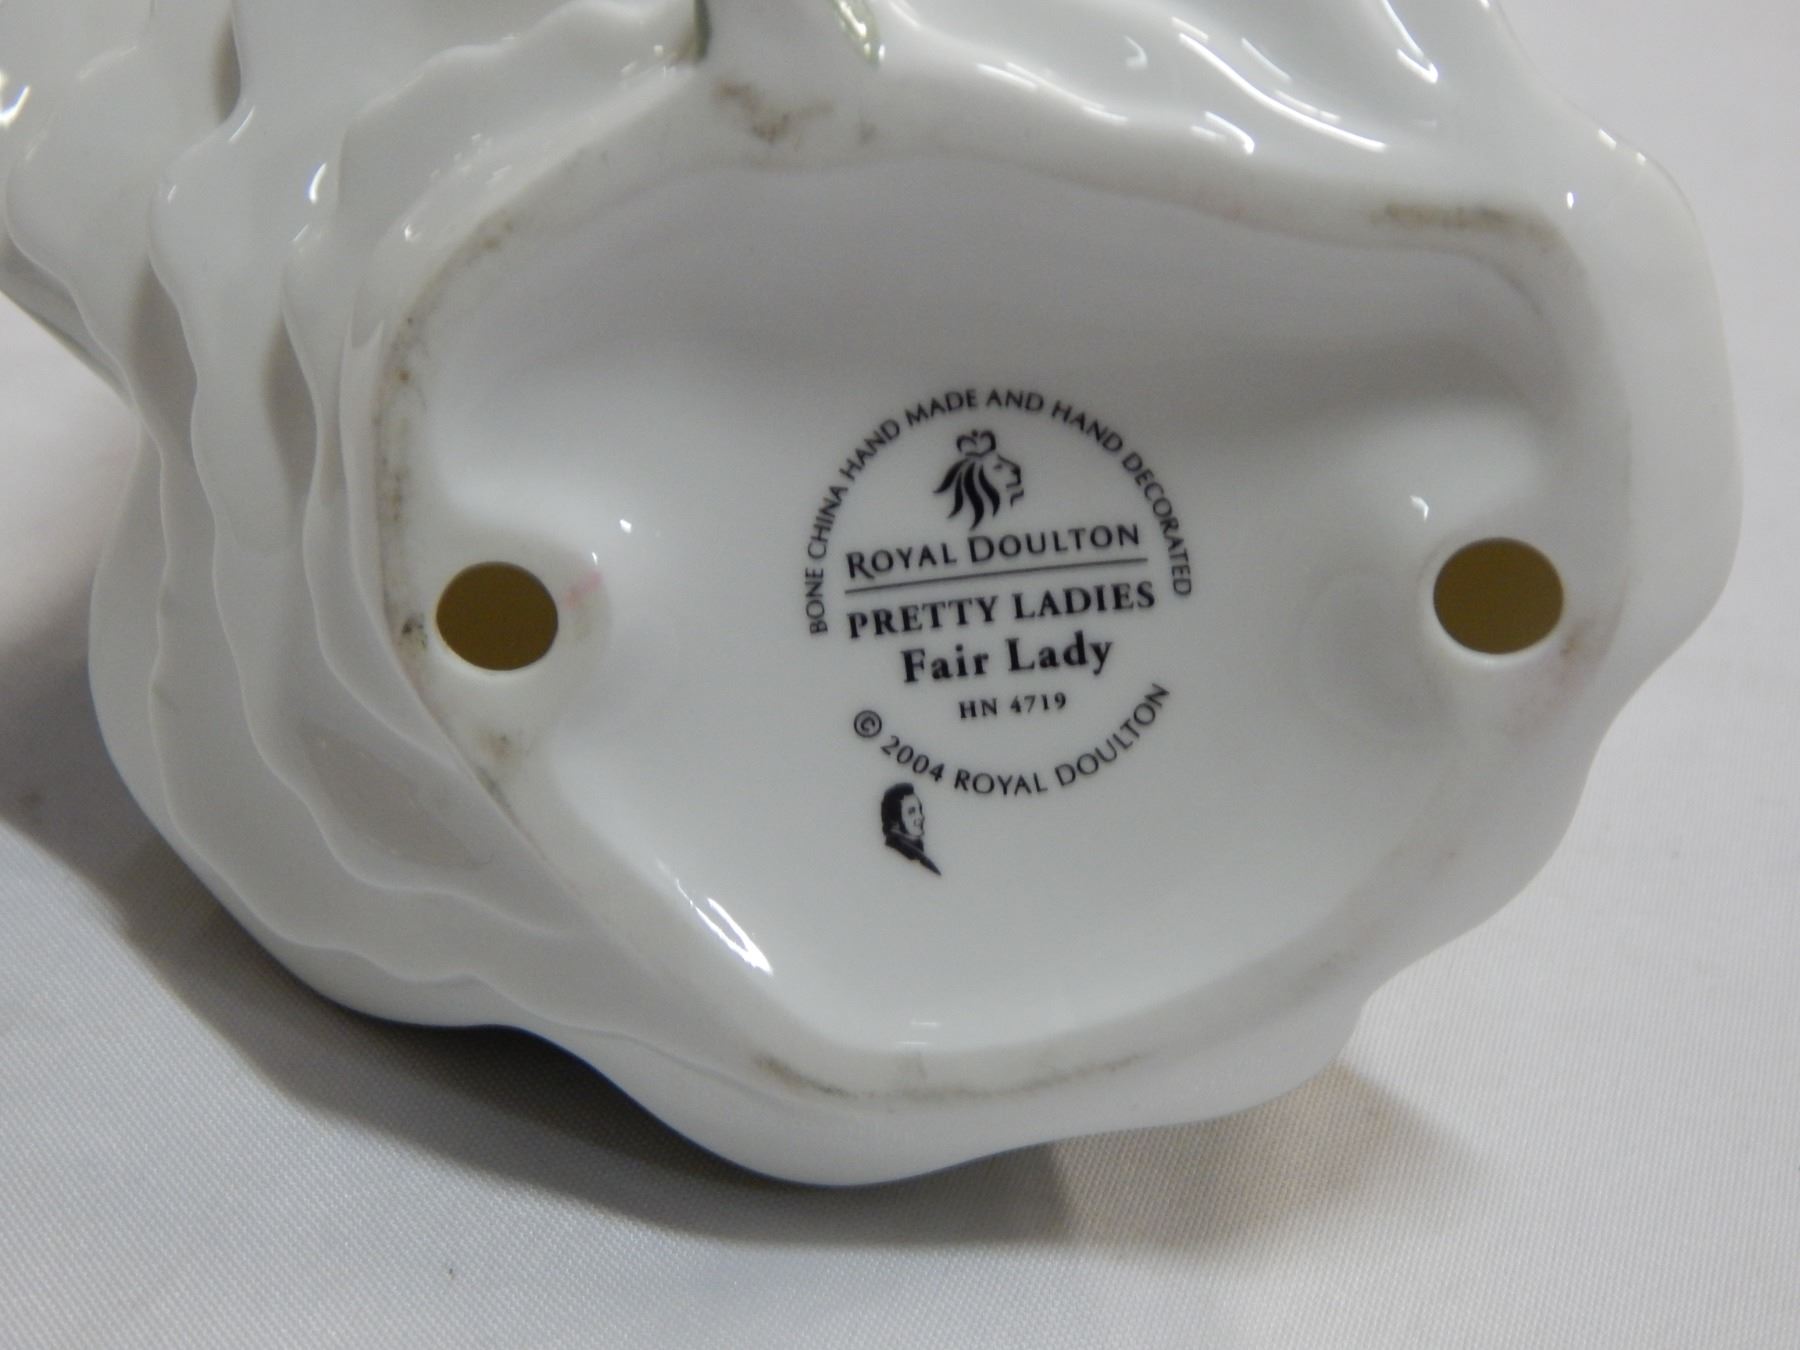 BONE CHINA HAND MADE AND HAND DECORATED
ROYAL DOULTON
PRETTY LADIES
Fair Lady
HN 4719
© 2004 ROYAL DOULTON